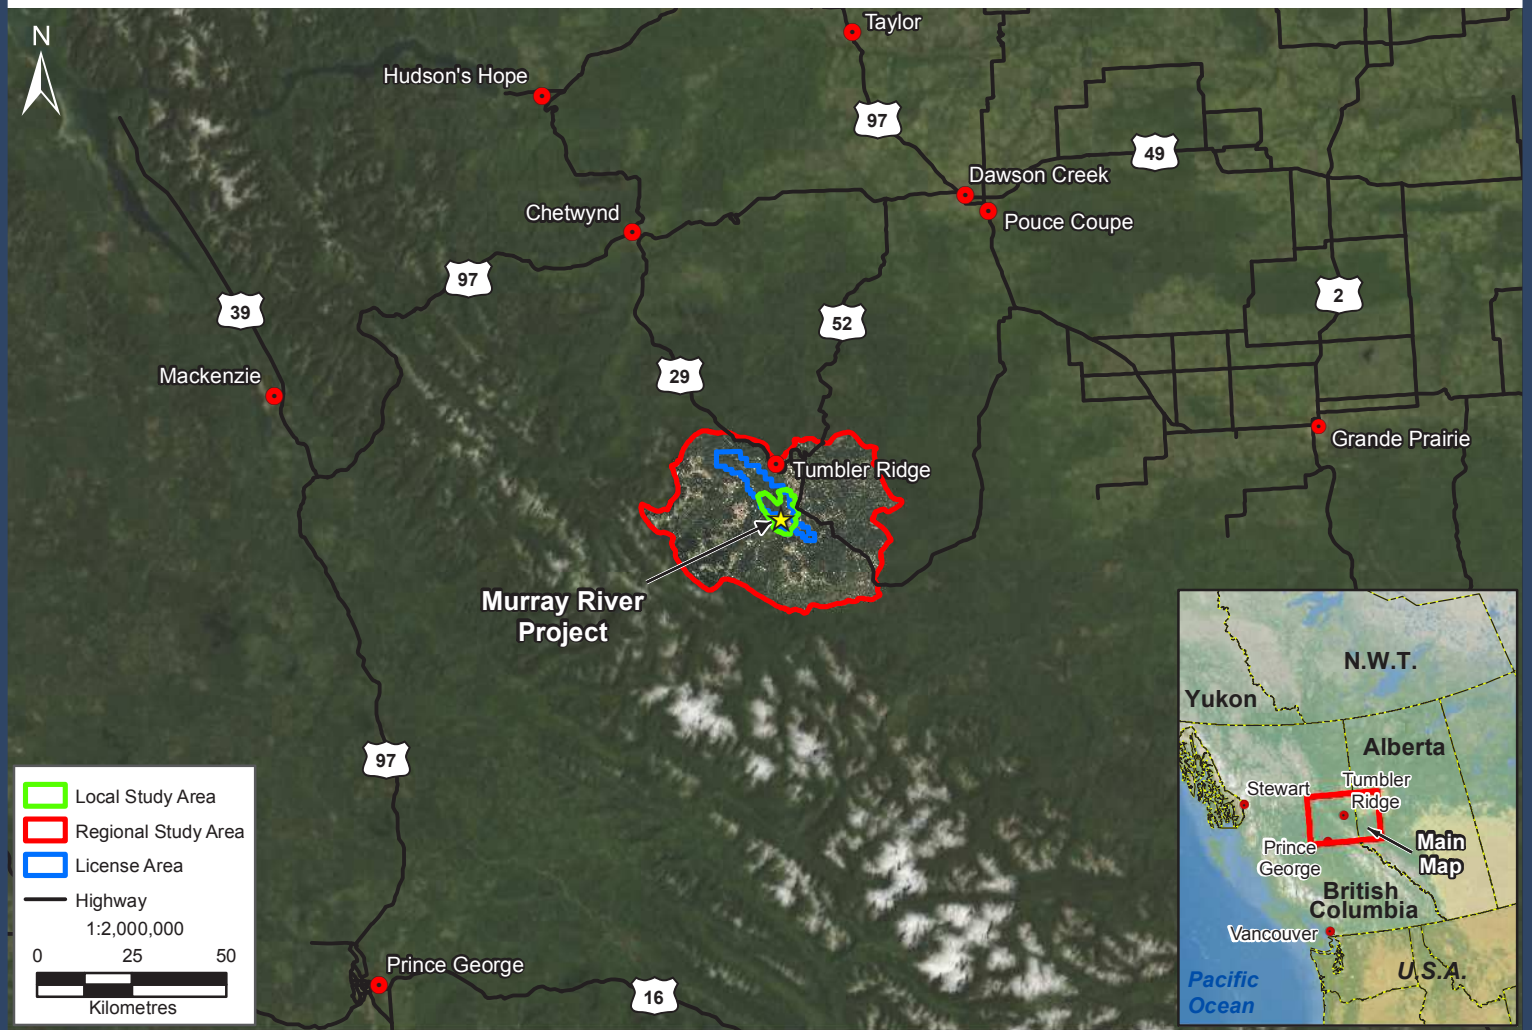 N
Taylor
Hudson's Hope
97
49
Dawson Creek
Chetwynd
Pouce Coupe
97
39
2
52
29
Mackenzie
Grande Prairie
Tumbler Ridge
Murray River
Project
97
Prince George
16
Local Study Area
Regional Study Area
License Area
Highway
1:2,000,000
0 25 50
Kilometres
N.W.T.
Yukon
Alberta
Stewart
Tumbler
Ridge
Main
Map
Prince
George
British
Columbia
Vancouver
U.S.A.
Pacific
Ocean